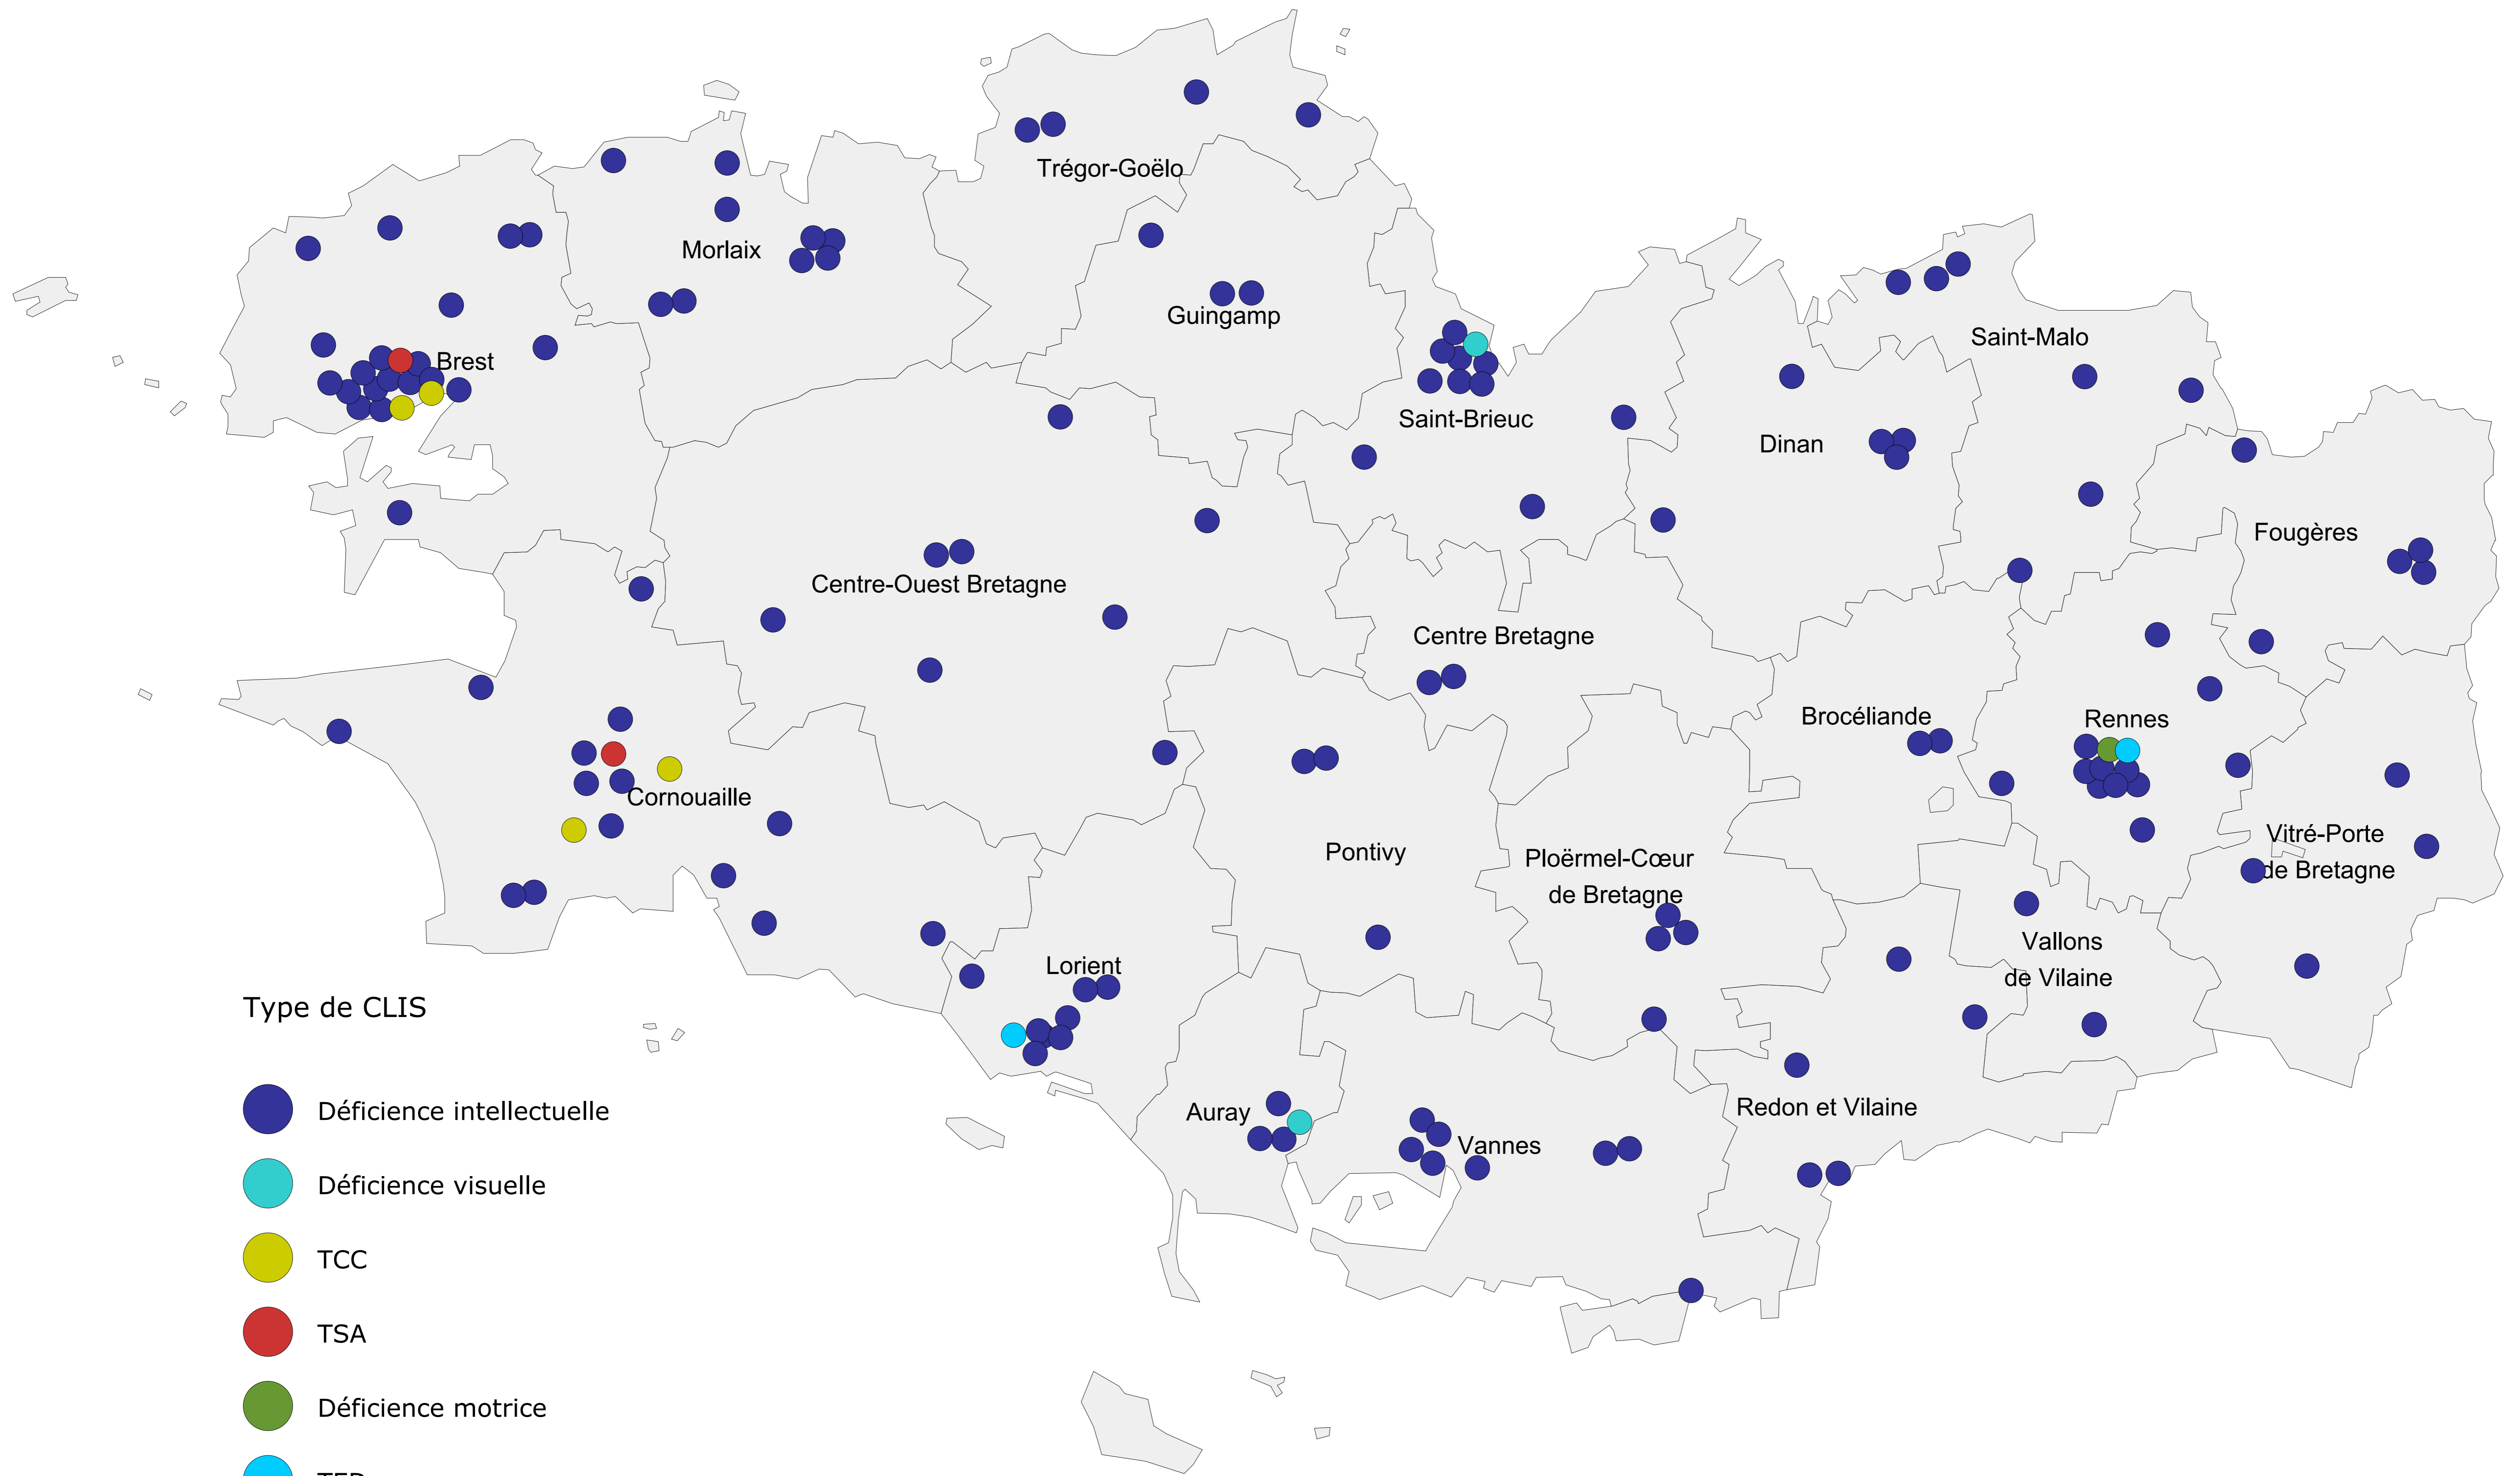 Trégor-Goëlo
Morlaix
Guingamp
Saint-Malo
Brest
Saint-Brieuc
Dinan
Fougères
Centre-Ouest Bretagne
Centre Bretagne
Brocéliande
Rennes
Cornouaille
Pontivy
Ploërmel-Cœur
de Bretagne
Vitré-Porte
de Bretagne
Vallons
de Vilaine
Lorient
Auray
Vannes
Redon et Vilaine
Type de CLIS
Déficience intellectuelle
Déficience visuelle
TCC
TSA
Déficience motrice